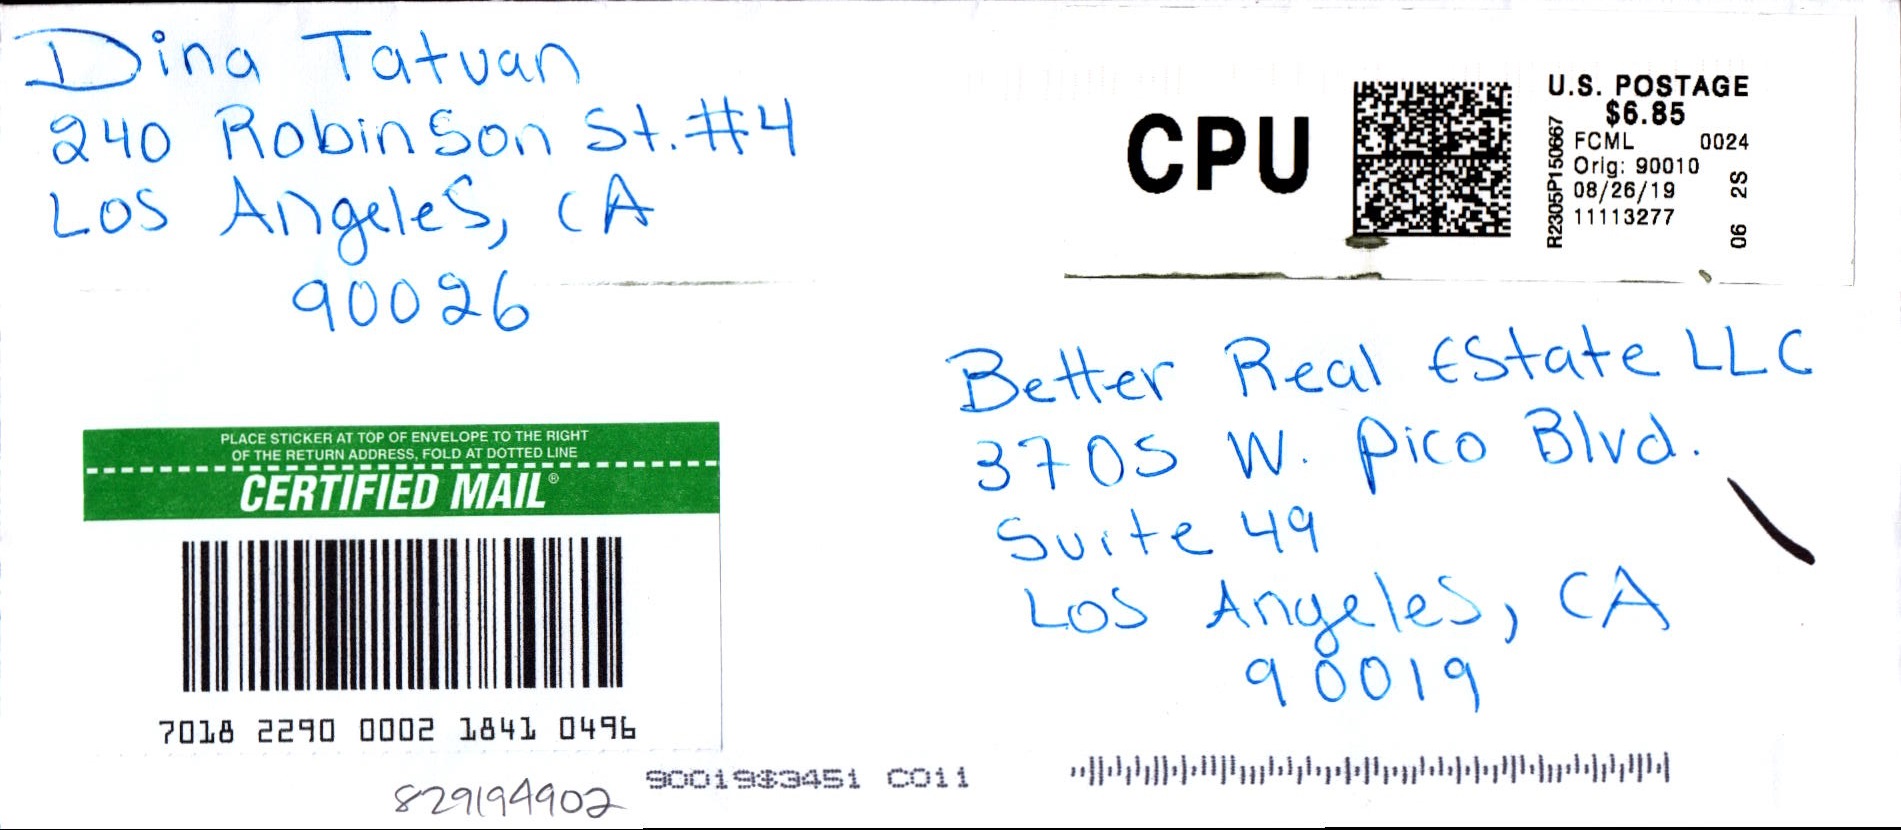 Dina Tatuan
240 Robinson St. #4
Los Angeles, CA
90026
CPU
U.S. POSTAGE
$6.85
FCML 0024
Orig: 90010
08/26/19
11113277
R2305P150667
06 2S
Better Real Estate LLC
3705 W. Pico Blvd.
Suite 49
Los Angeles, CA
90019
PLACE STICKER AT TOP OF ENVELOPE TO THE RIGHT
OF THE RETURN ADDRESS, FOLD AT DOTTED LINE
CERTIFIED MAIL®
7018 2290 0002 1841 0496
90019$3451 C011
829194902